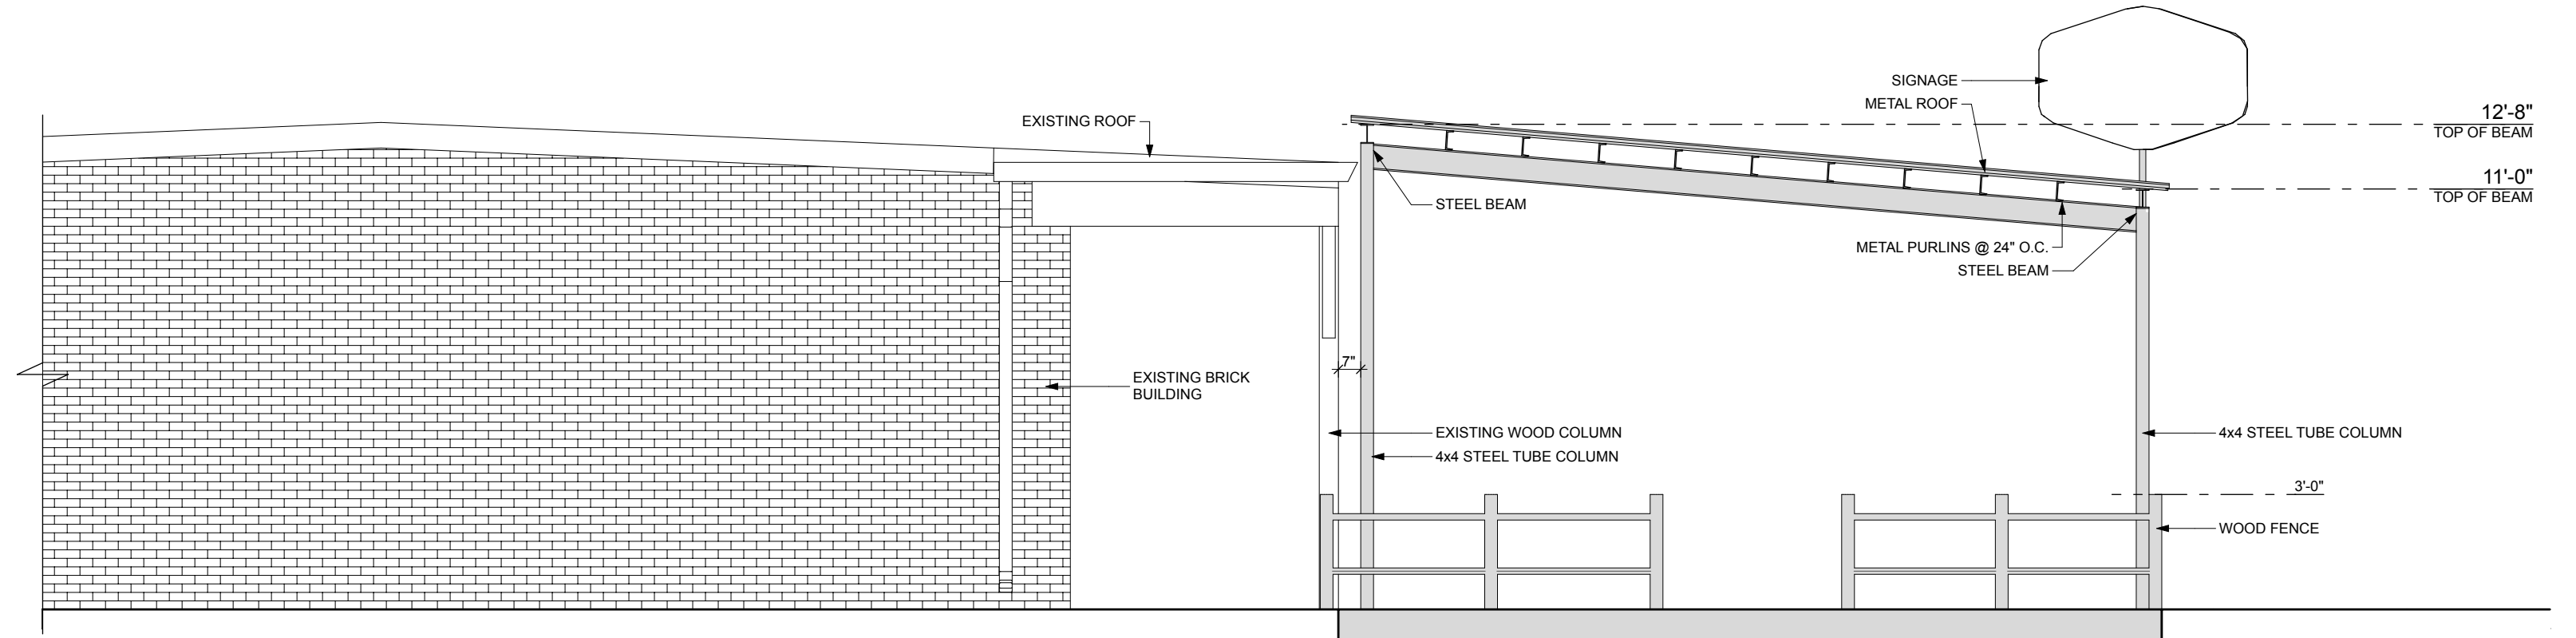 SIGNAGE
METAL ROOF
12'-8"
TOP OF BEAM
EXISTING ROOF
11'-0"
TOP OF BEAM
STEEL BEAM
METAL PURLINS @ 24" O.C.
STEEL BEAM
7"
EXISTING BRICK
BUILDING
EXISTING WOOD COLUMN
4x4 STEEL TUBE COLUMN
4x4 STEEL TUBE COLUMN
3'-0"
WOOD FENCE